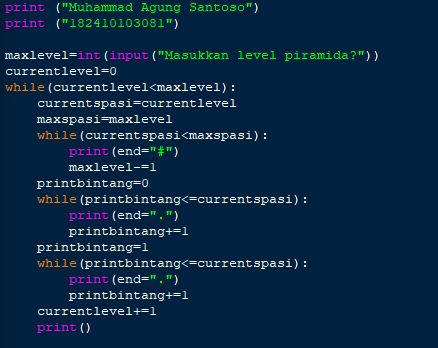 print ("Muhammad Agung Santoso")
print ("182410103081")

maxlevel=int(input("Masukkan level piramida?"))
currentlevel=0
while(currentlevel<maxlevel):
    currentspasi=currentlevel
    maxspasi=maxlevel
    while(currentspasi<maxspasi):
        print(end="#")
        maxlevel-=1
    printbintang=0
    while(printbintang<=currentspasi):
        print(end=".")
        printbintang+=1
    printbintang=1
    while(printbintang<=currentspasi):
        print(end=".")
        printbintang+=1
    currentlevel+=1
    print()